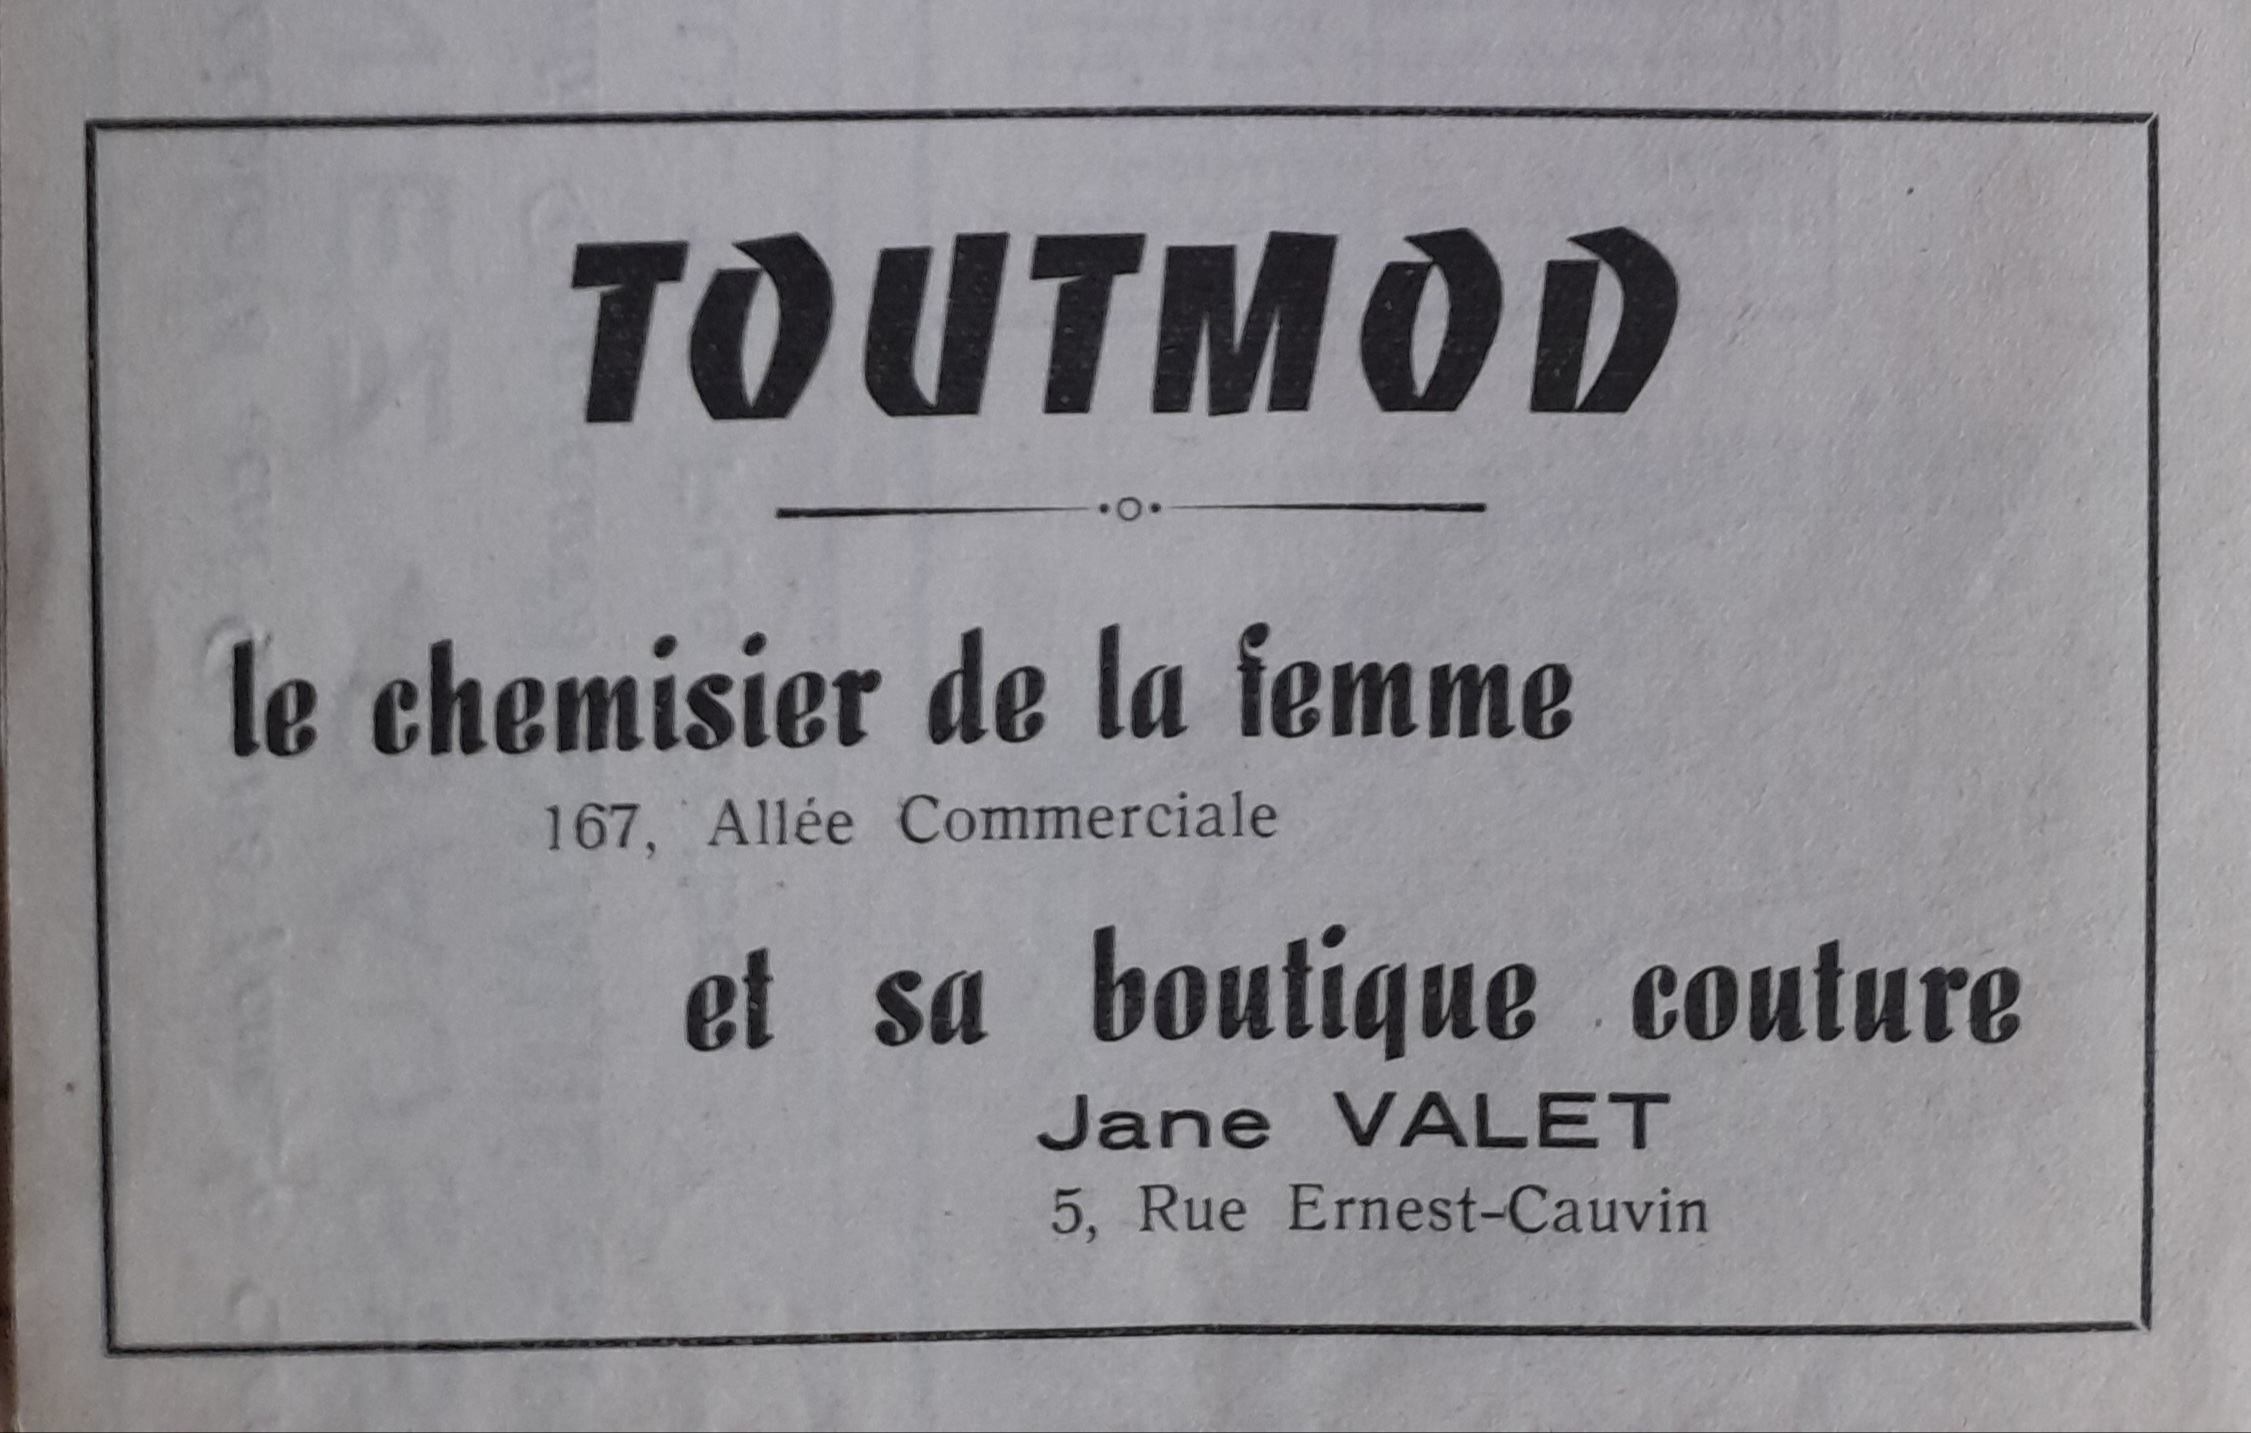 TOUTMOD
le chemisier de la femme
167, Allée Commerciale
et sa boutique couture
Jane VALET
5, Rue Ernest-Cauvin